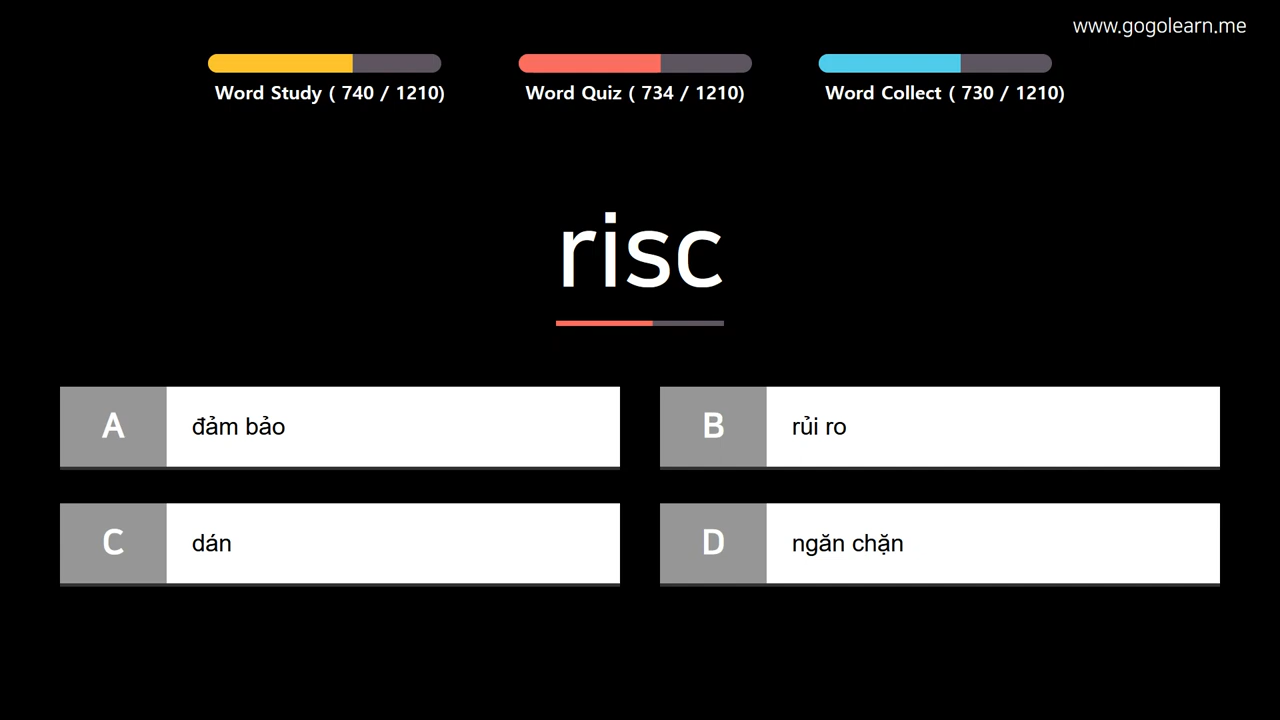 www.gogolearn.me
Word Study ( 740 / 1210)
Word Quiz ( 734 / 1210)
Word Collect ( 730 / 1210)
risc
A
đảm bảo
B
rủi ro
C
dán
D
ngăn chặn